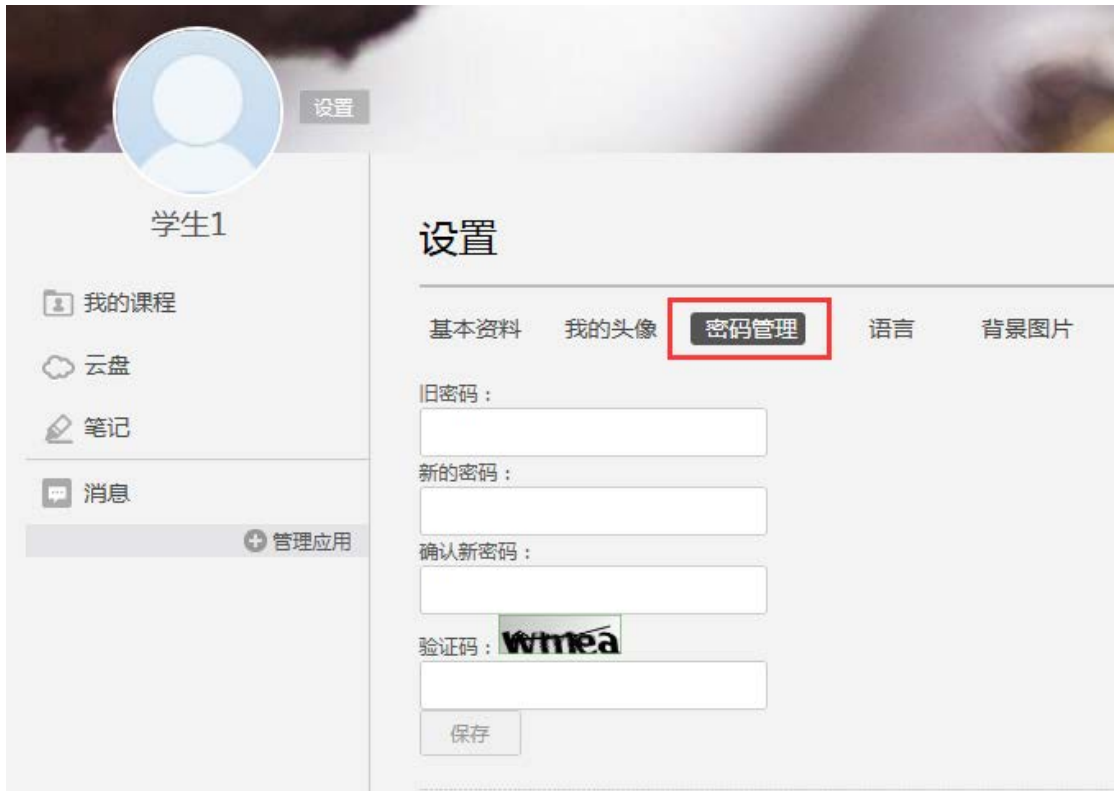 设置
学生1
我的课程
云盘
笔记
消息
管理应用
设置
基本资料 我的头像 密码管理 语言 背景图片
旧密码：
新的密码：
确认新密码：
验证码： wmea
保存